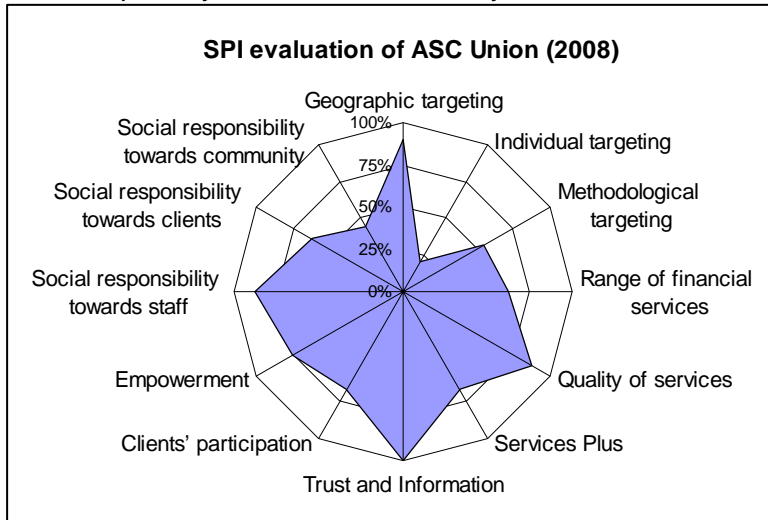 SPI evaluation of ASC Union (2008)
Geographic targeting
Individual targeting
Methodological
targeting
Range of financial
services
Quality of services
Services Plus
Trust and Information
Clients' participation
Empowerment
Social responsibility
towards staff
Social responsibility
towards clients
Social responsibility
towards community
100%
75%
50%
25%
0%